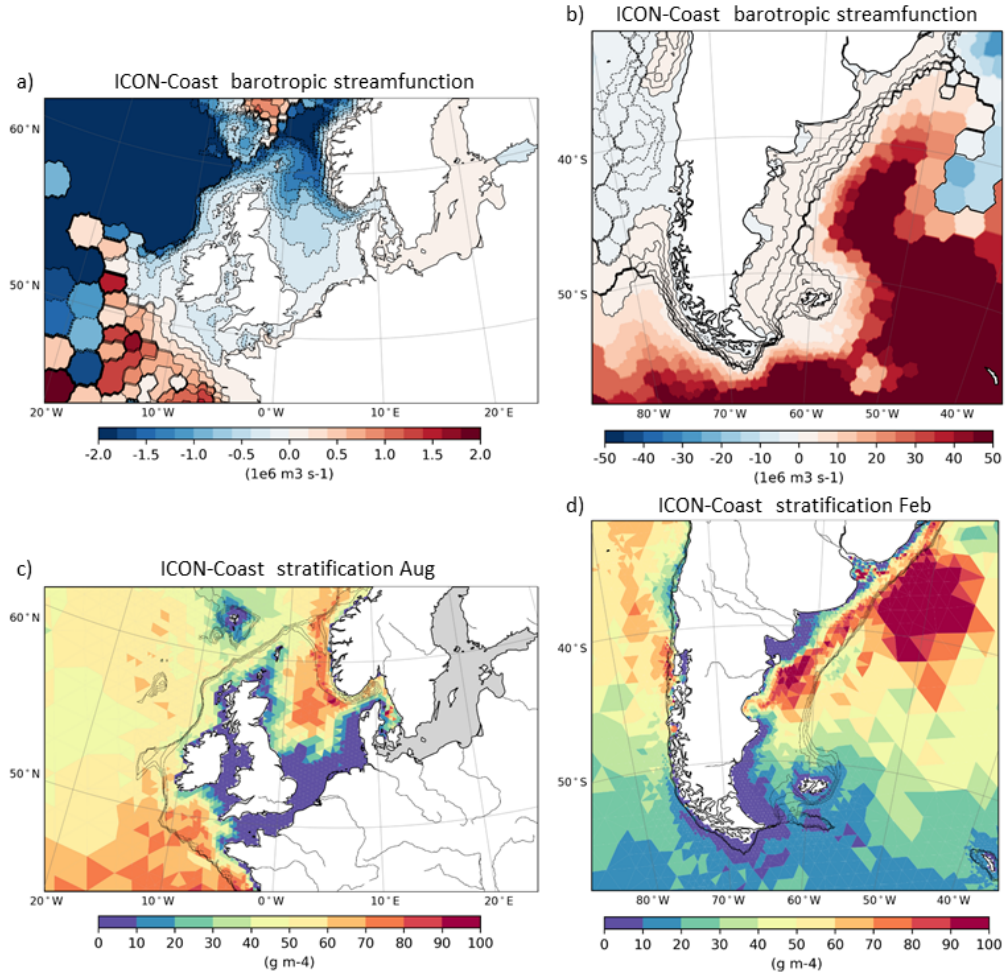 b) ICON-Coast barotropic streamfunction
a) ICON-Coast barotropic streamfunction
60°N
50°N
20°W 10°W 0°W 10°E 20°E
-2.0 -1.5 -1.0 -0.5 0.0 0.5 1.0 1.5 2.0
(1e6 m3 s-1)
40°S
50°S
80°W 70°W 60°W 50°W 40°W
-50 -40 -30 -20 -10 0 10 20 30 40 50
(1e6 m3 s-1)
d) ICON-Coast stratification Feb
c) ICON-Coast stratification Aug
60°N
50°N
20°W 10°W 0°W 10°E 20°E
0 10 20 30 40 50 60 70 80 90 100
(g m-4)
40°S
50°S
80°W 70°W 60°W 50°W 40°W
0 10 20 30 40 50 60 70 80 90 100
(g m-4)